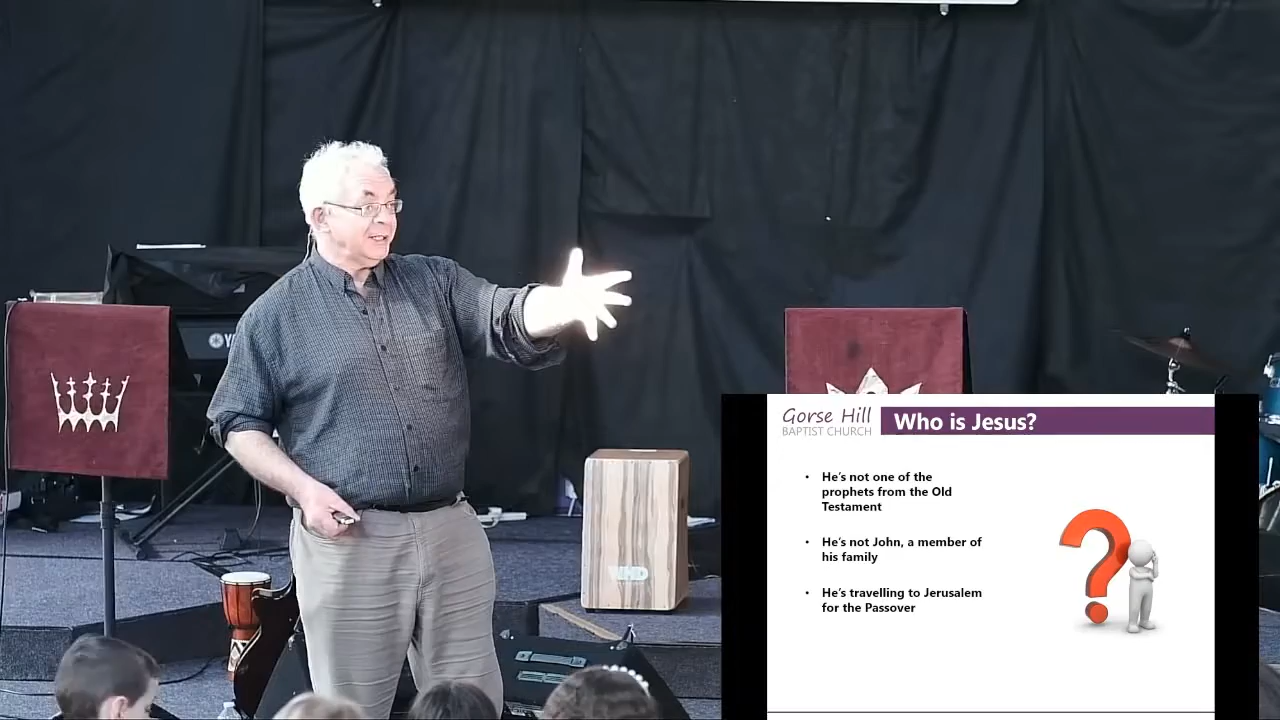 Gorse Hill
BAPTIST CHURCH
Who is Jesus?
• He's not one of the
prophets from the Old
Testament
• He's not John, a member of
his family
• He's travelling to Jerusalem
for the Passover